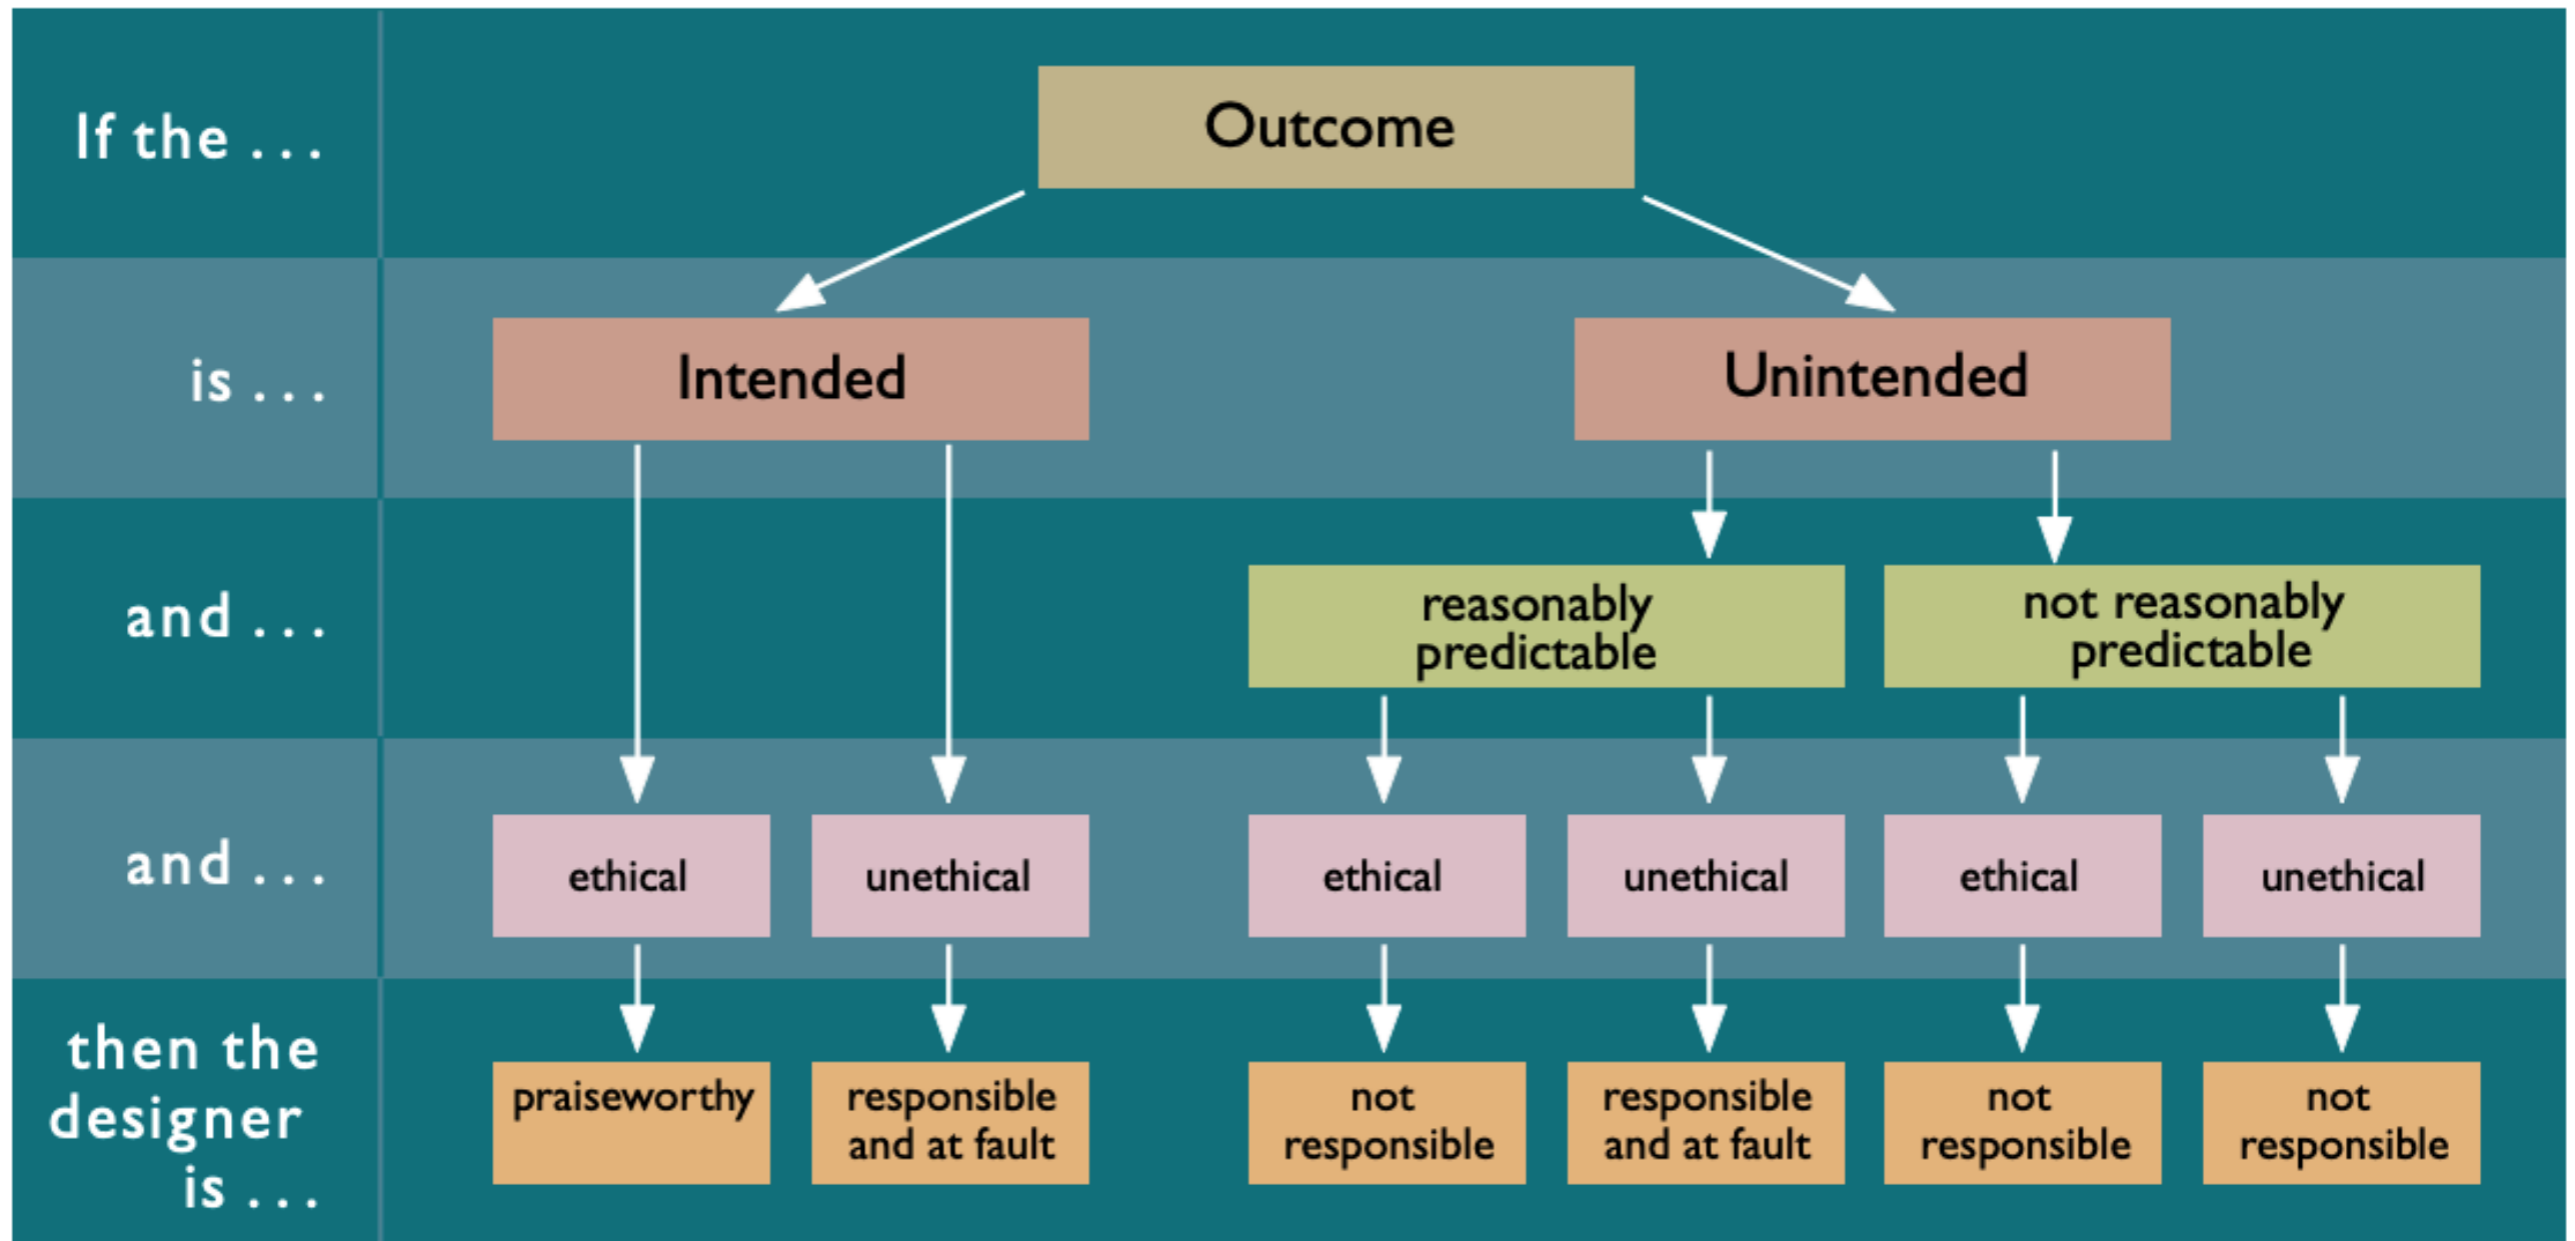 If the . . .
Outcome
is . . .
Intended
Unintended
and . . .
reasonably
predictable
not reasonably
predictable
and . . .
ethical
unethical
ethical
unethical
ethical
unethical
then the
designer
is . . .
praiseworthy
responsible
and at fault
not
responsible
responsible
and at fault
not
responsible
not
responsible